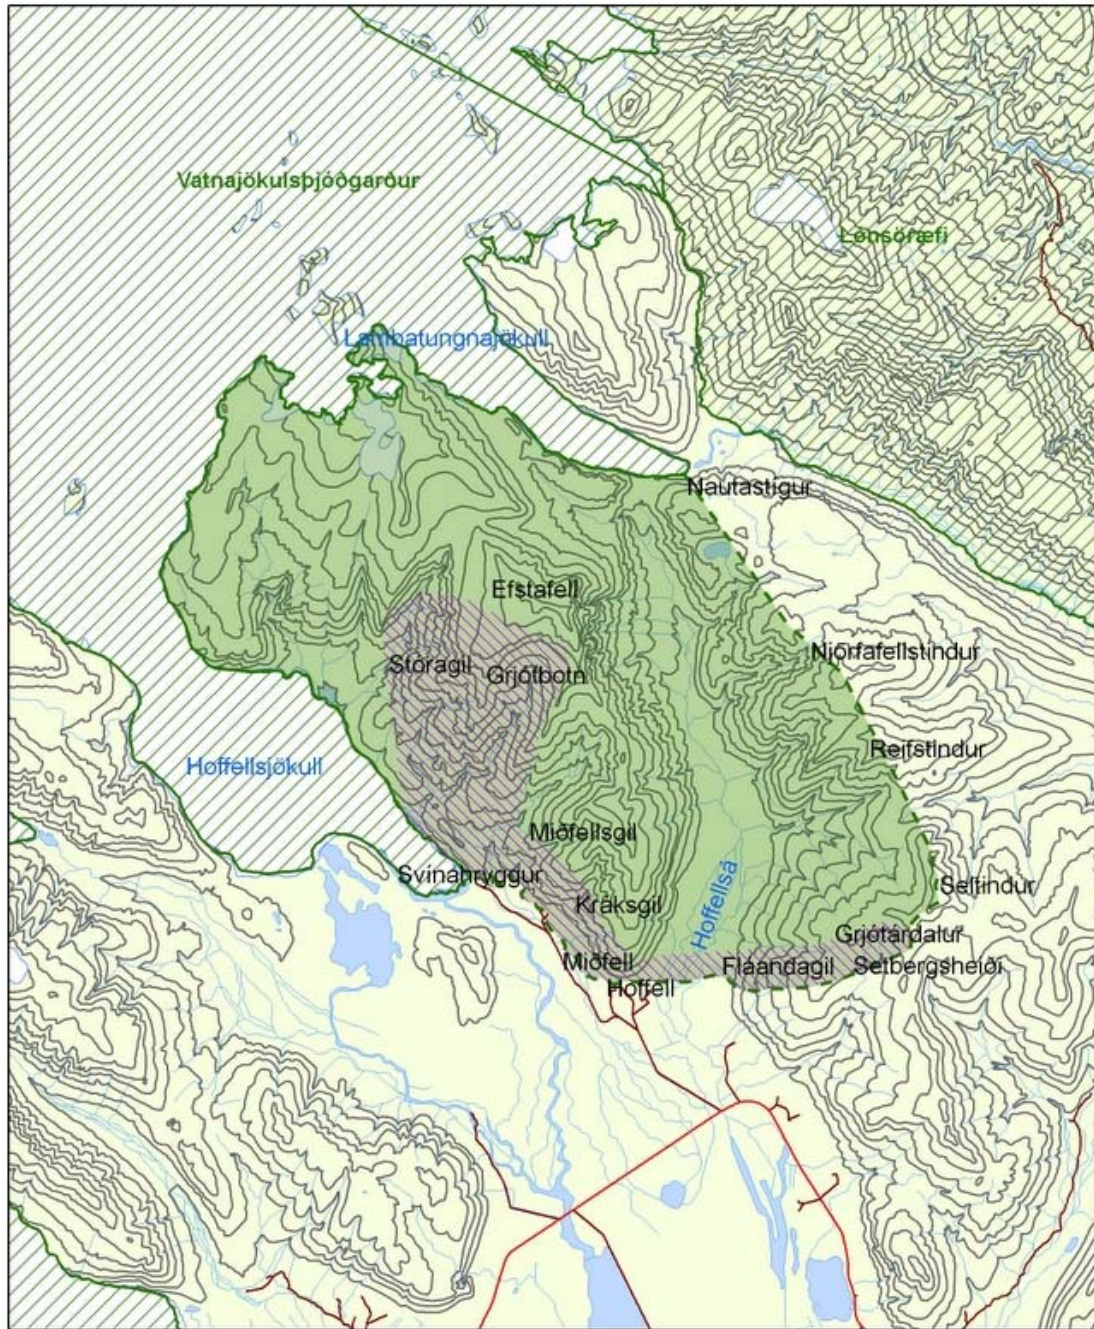 Vatnajökulsþjóðgarður
Lónsöræfi
Lambatungnajökull
Nautastígur
Efstafell
Njörfafellstindur
Stóragil
Grjótbotn
Reifstindur
Hoffellsjökull
Miðfellsgil
Svínahryggur
Seltindur
Kráksgil
Hoffellsá
Grjótárdalur
Miðfell
Fláandagil
Setbergsheiði
Hoffell